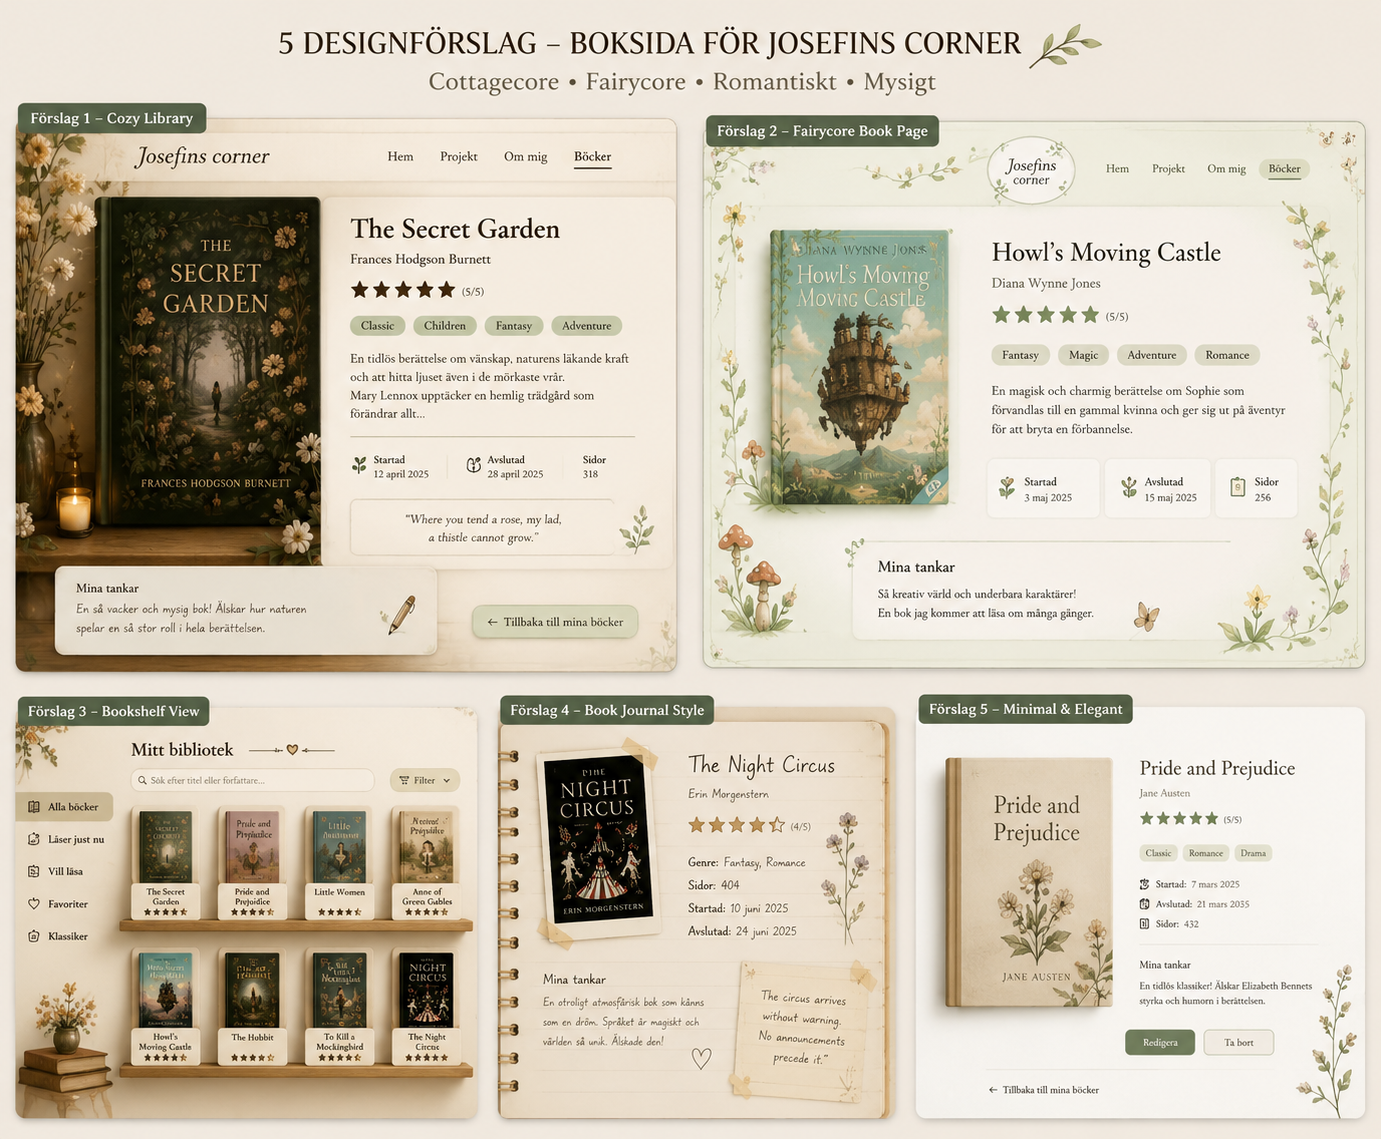 5 DESIGNFÖRSLAG – BOKSIDA FÖR JOSEFINS CORNER
Cottagecore • Fairycore • Romantiskt • Mysigt
Förslag 1 – Cozy Library
Josefins corner
Hem
Projekt
Om mig
Böcker
THE
SECRET
GARDEN
FRANCES HODGSON BURNETT
The Secret Garden
Frances Hodgson Burnett
(5/5)
Classic
Children
Fantasy
Adventure
En tidlös berättelse om vänskap, naturens läkande kraft
och att hitta ljuset även i de mörkaste vrår.
Mary Lennox upptäcker en hemlig trädgård som
förändrar allt...
Startad
12 april 2025
Avslutad
28 april 2025
Sidor
318
"Where you tend a rose, my lad,
a thistle cannot grow."
Mina tankar
En så vacker och mysig bok! Älskar hur naturen
spelar en så stor roll i hela berättelsen.
← Tillbaka till mina böcker
Förslag 2 – Fairycore Book Page
Josefins
corner
Hem
Projekt
Om mig
Böcker
DIANA WYNNE JONES
Howl's Moving
Moving Castle
Howl's Moving Castle
Diana Wynne Jones
(5/5)
Fantasy
Magic
Adventure
Romance
En magisk och charmig berättelse om Sophie som
förvandlas till en gammal kvinna och ger sig ut på äventyr
för att bryta en förbannelse.
Startad
3 maj 2025
Avslutad
15 maj 2025
Sidor
256
Mina tankar
Så kreativ värld och underbara karaktärer!
En bok jag kommer att läsa om många gånger.
Förslag 3 – Bookshelf View
Mitt bibliotek
Sök efter titel eller författare...
Filter
Alla böcker
Läser just nu
Vill läsa
Favoriter
Klassiker
THE
SECRET
GARDEN
Pride and
Little
The Secret
Garden
Pride and
Prejuidice
Little Women
Anne of
Green Gables
NIGHT
CIRCUS
Howl's
Moving Castle
The Hobbit
To Kill a
Mockingbird
The Night
Circus
Förslag 4 – Book Journal Style
THE
NIGHT
CIRCUS
ERIN MORGENSTERN
The Night Circus
Erin Morgenstern
(4/5)
Genre: Fantasy, Romance
Sidor: 404
Startad: 10 juni 2025
Avslutad: 24 juni 2025
Mina tankar
En otroligt atmosfärisk bok som känns
som en dröm. Språket är magiskt och
världen så unik. Älskade den!
The circus arrives
without warning.
No announcements
precede it."
Förslag 5 – Minimal & Elegant
Pride and
Prejudice
JANE AUSTEN
Pride and Prejudice
Jane Austen
(5/5)
Classic
Romance
Drama
Startad: 7 mars 2025
Avslutad: 21 mars 2035
Sidor: 432
Mina tankar
En tidlös klassiker! Älskar Elizabeth Bennets
styrka och humorn i berättelsen.
Redigera
Ta bort
← Tillbaka till mina böcker